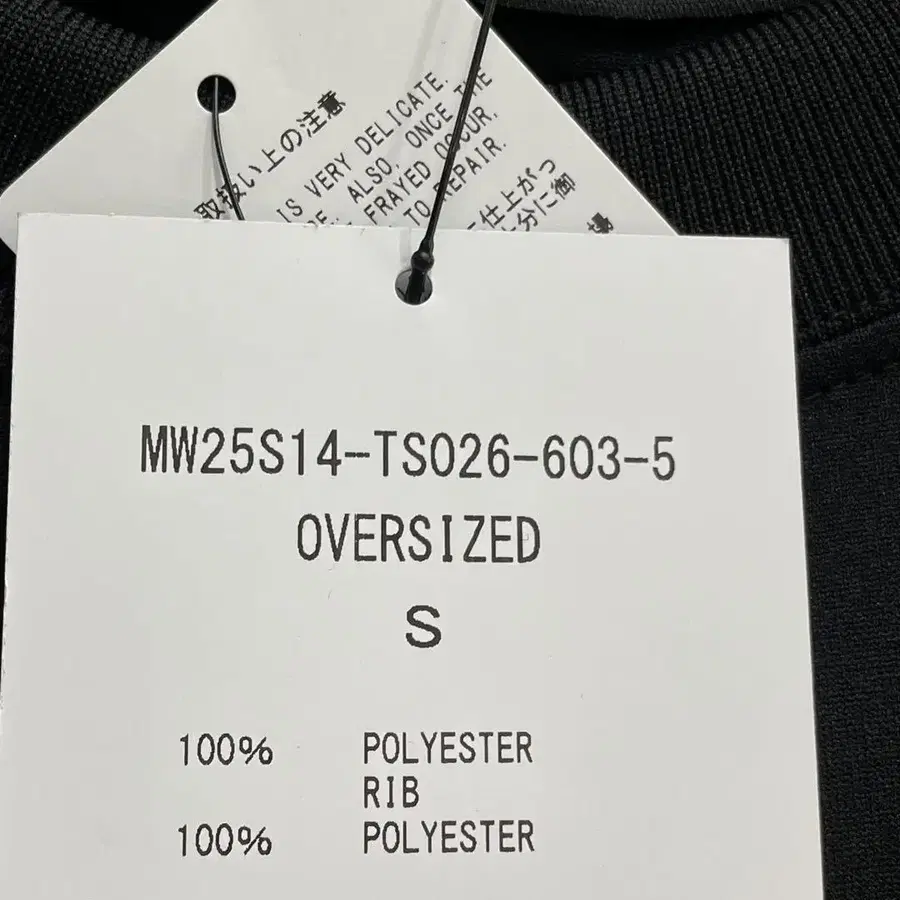 取扱い上の注意
IS VERY DELICATE.
ALSO, ONCE THE
FRAYED OCCUR,
TO REPAIR.
仕上がっ
分に御
場
MW25S14-TS026-603-5
OVERSIZED
S
100% POLYESTER
RIB
100% POLYESTER